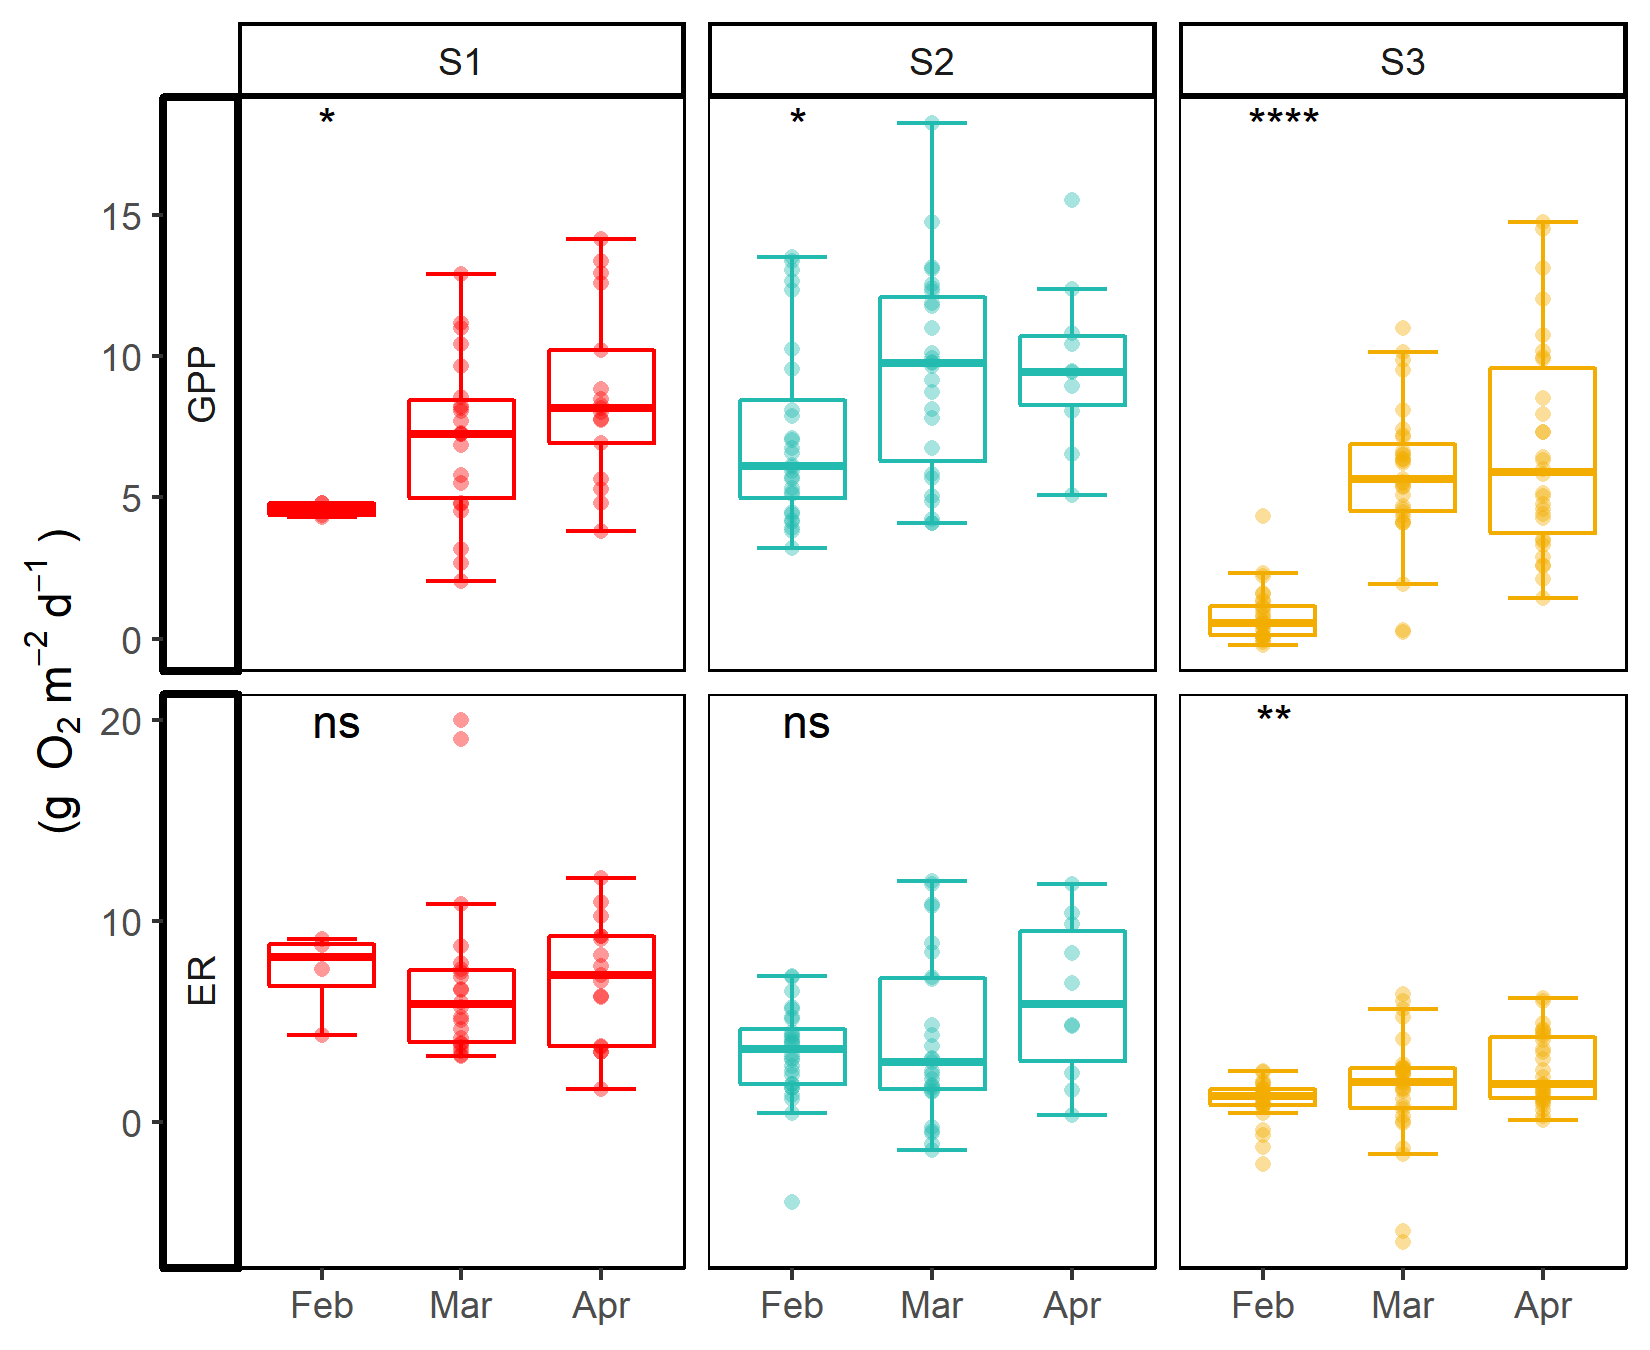 S1 S2 S3
* * ****
GPP
15
10
5
0
(g O₂ m⁻² d⁻¹ )
ns ns **
ER
20
10
0
Feb Mar Apr Feb Mar Apr Feb Mar Apr